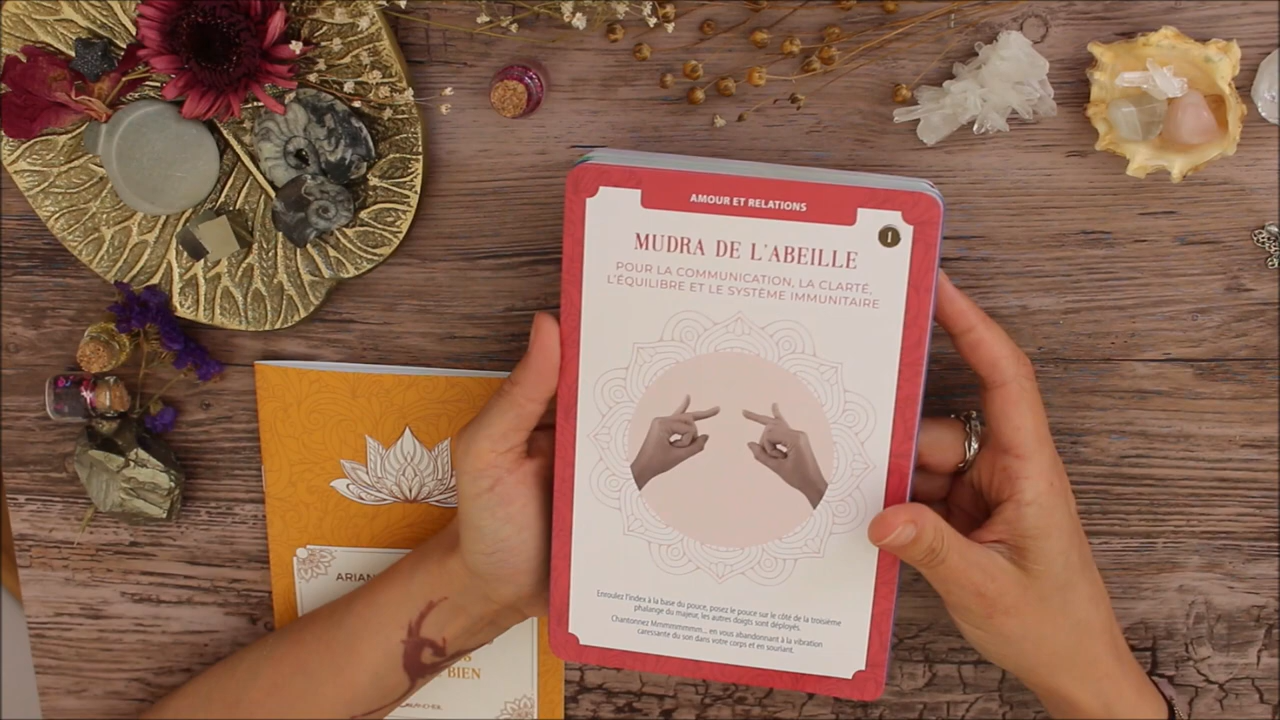 AMOUR ET RELATIONS
1
MUDRA DE L'ABEILLE
POUR LA COMMUNICATION, LA CLARTÉ,
L'ÉQUILIBRE ET LE SYSTÈME IMMUNITAIRE
Enroulez l'index à la base du pouce, posez le pouce sur le côté de la troisième
phalange du majeur, les autres doigts sont déployés.
Chantonnez Mmmmmmmmm... en vous abandonnant à la vibration
caressante du son dans votre corps et en souriant.
ARIAN
BIEN